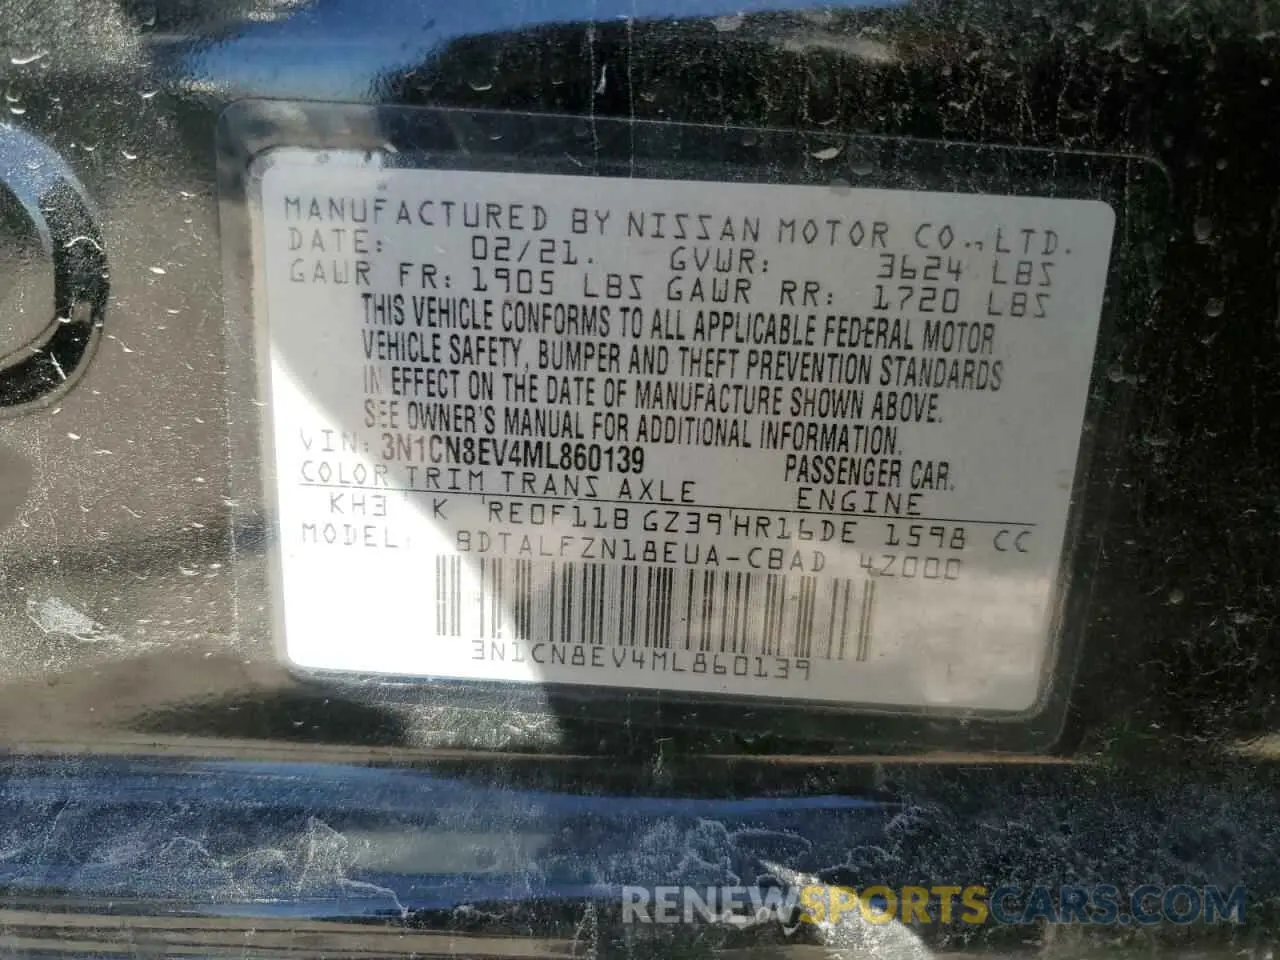 MANUFACTURED BY NISSAN MOTOR CO., LTD.
DATE: 02/21. GVWR: 3624 LBS
GAWR FR: 1905 LBS GAWR RR: 1720 LBS
THIS VEHICLE CONFORMS TO ALL APPLICABLE FEDERAL MOTOR
VEHICLE SAFETY, BUMPER AND THEFT PREVENTION STANDARDS
IN EFFECT ON THE DATE OF MANUFACTURE SHOWN ABOVE.
SEE OWNER'S MANUAL FOR ADDITIONAL INFORMATION.
VIN: 3N1CN8EV4ML860139 PASSENGER CAR.
COLOR TRIM TRANS AXLE ENGINE
KH3 K RE0F11B GZ39 HR16DE 1598 CC
MODEL: BDTALFZN18EUA-CBAD 4Z000
3N1CN8EV4ML860139
RENEWSPORTSCARS.COM